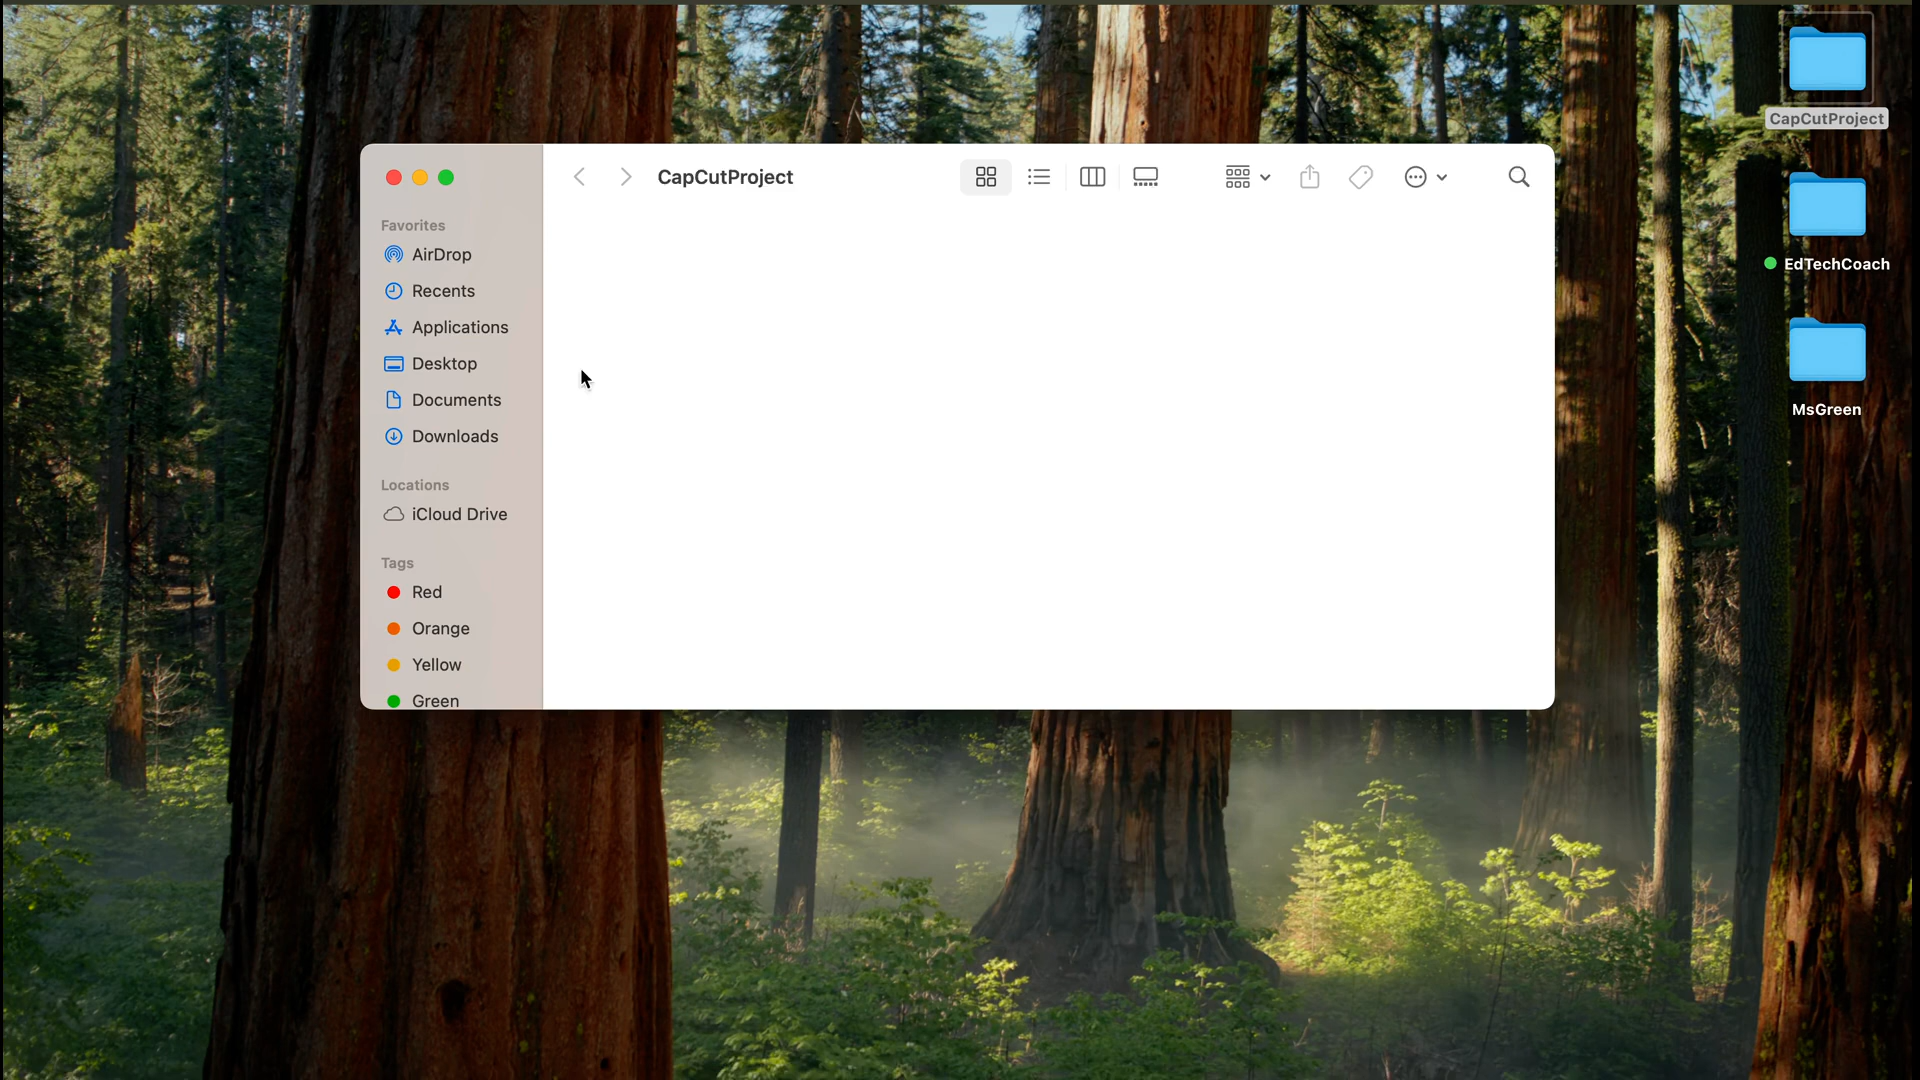 CapCutProject
Favorites
AirDrop
Recents
Applications
Desktop
Documents
Downloads
Locations
iCloud Drive
Tags
Red
Orange
Yellow
Green
CapCutProject
EdTechCoach
MsGreen